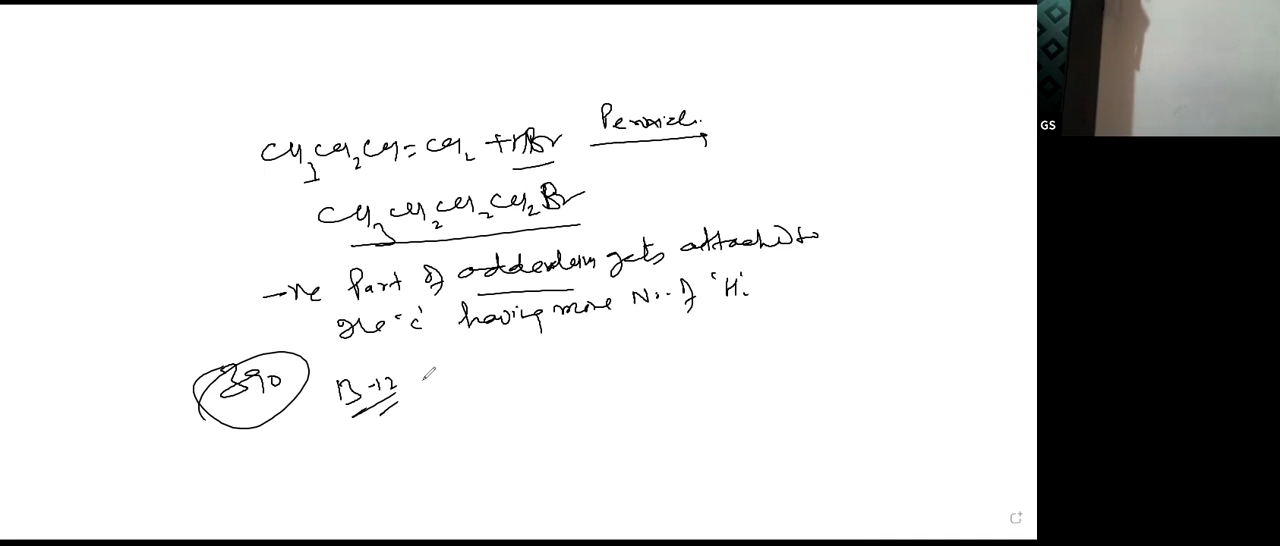 CH3CH2CH=CH2 + HBr Peroxide
CH3CH2CH2CH2Br
-ve Part of addendum gets attached to
the 'C' having more No. of 'H'.
390 B-12
GS